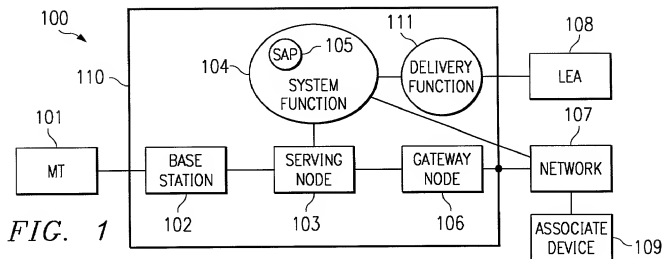 100
110
104
SAP
105
SYSTEM
FUNCTION
111
DELIVERY
FUNCTION
108
LEA
101
MT
BASE
STATION
102
SERVING
NODE
103
GATEWAY
NODE
106
107
NETWORK
ASSOCIATE
DEVICE
109
FIG. 1